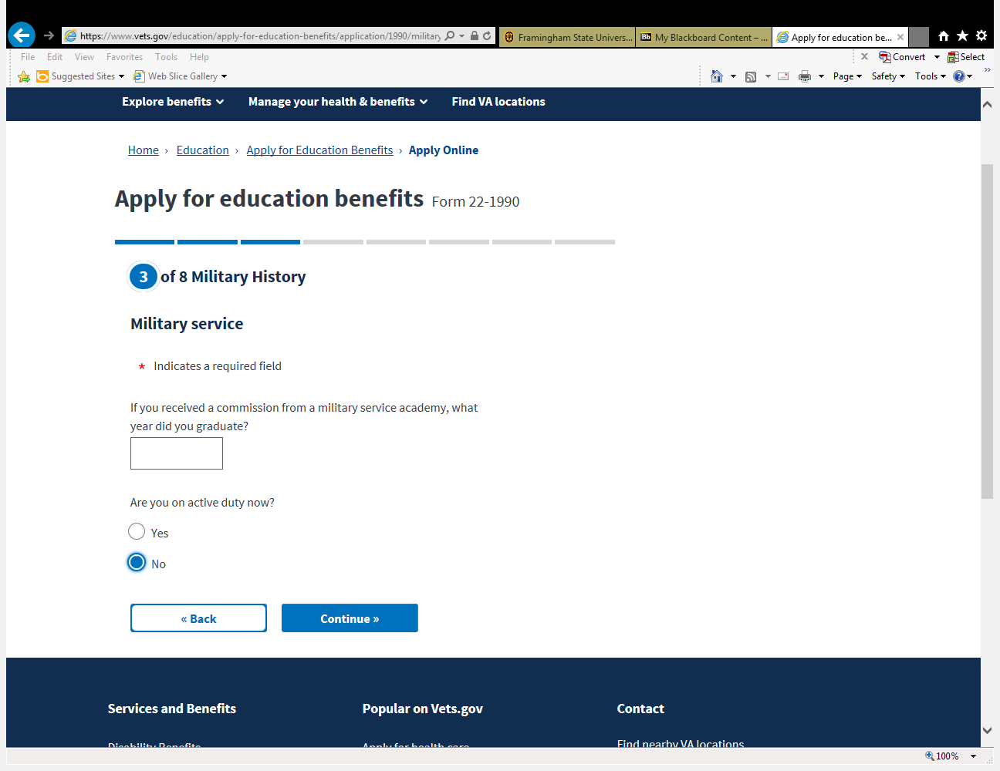 https://www.vets.gov/education/apply-for-education-benefits/application/1990/military
Framingham State Univers...
Bb My Blackboard Content – ...
Apply for education be...
File Edit View Favorites Tools Help
Convert Select
Suggested Sites Web Slice Gallery
Page Safety Tools
Explore benefits Manage your health & benefits Find VA locations
Home › Education › Apply for Education Benefits › Apply Online
Apply for education benefits Form 22-1990
3 of 8 Military History
Military service
* Indicates a required field
If you received a commission from a military service academy, what
year did you graduate?
Are you on active duty now?
Yes
No
« Back Continue »
Services and Benefits Popular on Vets.gov Contact
Disability Benefits Apply for health care Find nearby VA locations
100%